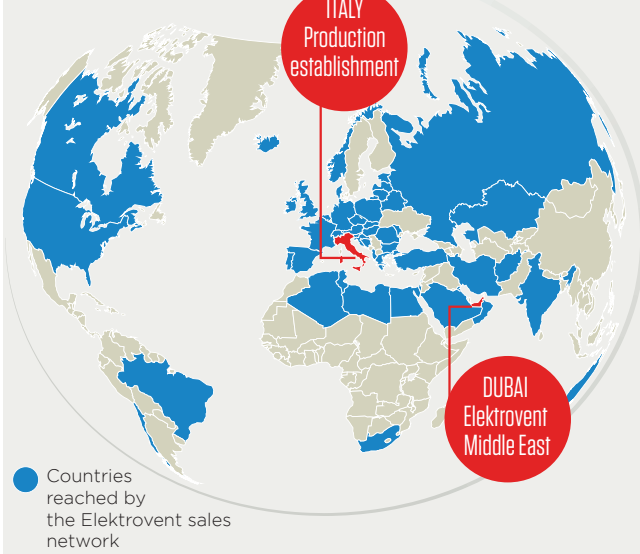 ITALY
Production
establishment
DUBAI
Elektrovent
Middle East
Countries
reached by
the Elektrovent sales
network